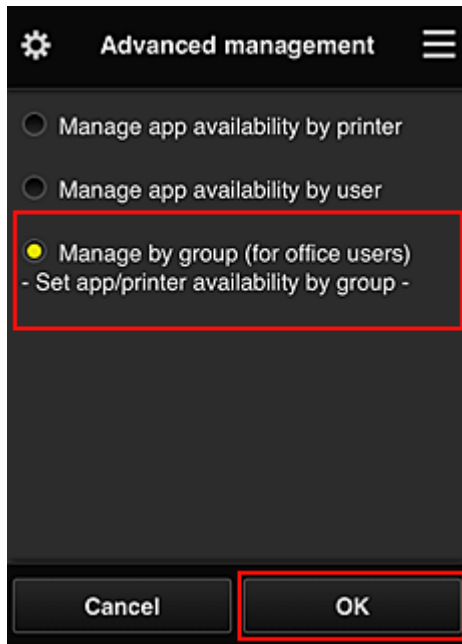 Advanced management
Manage app availability by printer
Manage app availability by user
Manage by group (for office users)
- Set app/printer availability by group -
Cancel
OK